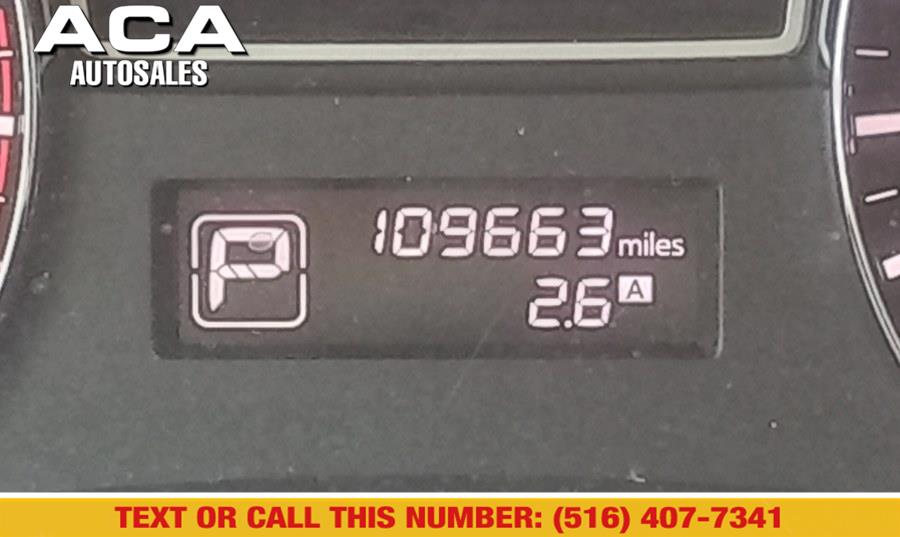 ACA
AUTOSALES
P
109663 miles
2.6 A
TEXT OR CALL THIS NUMBER: (516) 407-7341